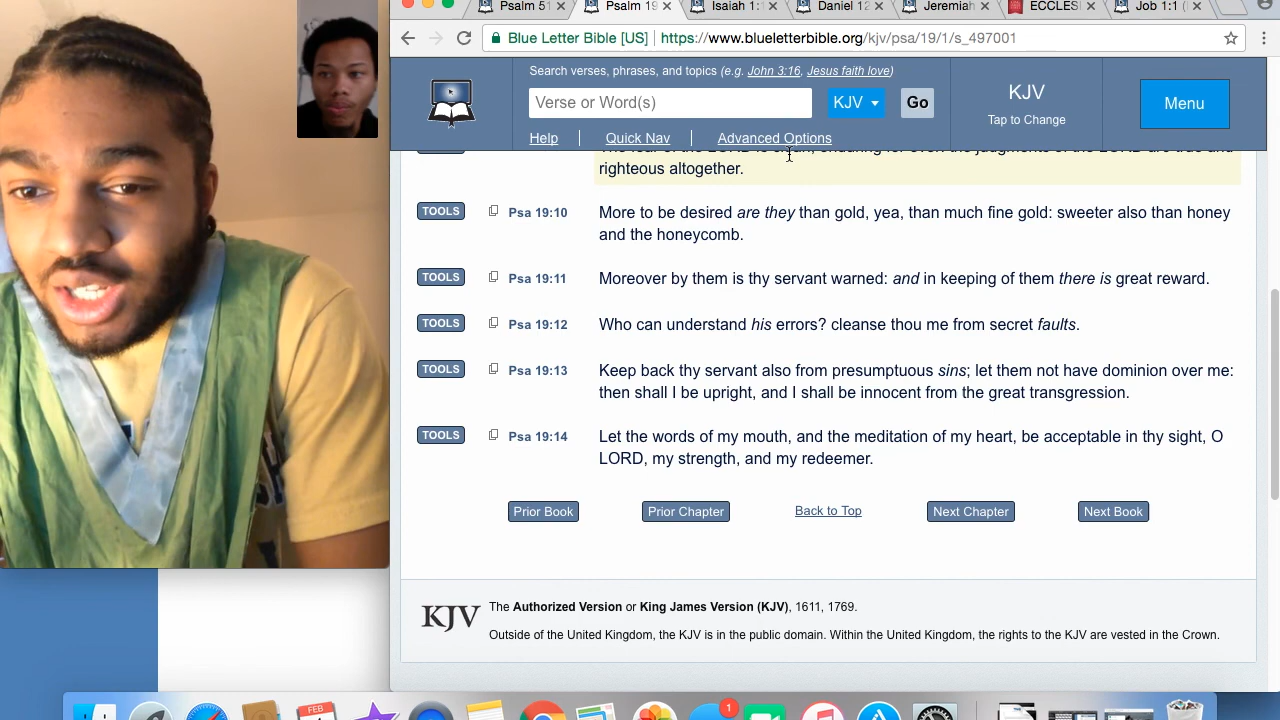 Psalm 51
Psalm 19
Isaiah 1:1
Daniel 12
Jeremiah
ECCLES
Job 1:1 (
Blue Letter Bible [US]
https://www.blueletterbible.org/kjv/psa/19/1/s_497001
Search verses, phrases, and topics (e.g. John 3:16, Jesus faith love)
Verse or Word(s)
KJV
Go
Help
Quick Nav
Advanced Options
KJV
Tap to Change
Menu
righteous altogether.
TOOLS Psa 19:10 More to be desired are they than gold, yea, than much fine gold: sweeter also than honey
and the honeycomb.
TOOLS Psa 19:11 Moreover by them is thy servant warned: and in keeping of them there is great reward.
TOOLS Psa 19:12 Who can understand his errors? cleanse thou me from secret faults.
TOOLS Psa 19:13 Keep back thy servant also from presumptuous sins; let them not have dominion over me:
then shall I be upright, and I shall be innocent from the great transgression.
TOOLS Psa 19:14 Let the words of my mouth, and the meditation of my heart, be acceptable in thy sight, O
LORD, my strength, and my redeemer.
Prior Book
Prior Chapter
Back to Top
Next Chapter
Next Book
KJV
The Authorized Version or King James Version (KJV), 1611, 1769.
Outside of the United Kingdom, the KJV is in the public domain. Within the United Kingdom, the rights to the KJV are vested in the Crown.
FEB
1